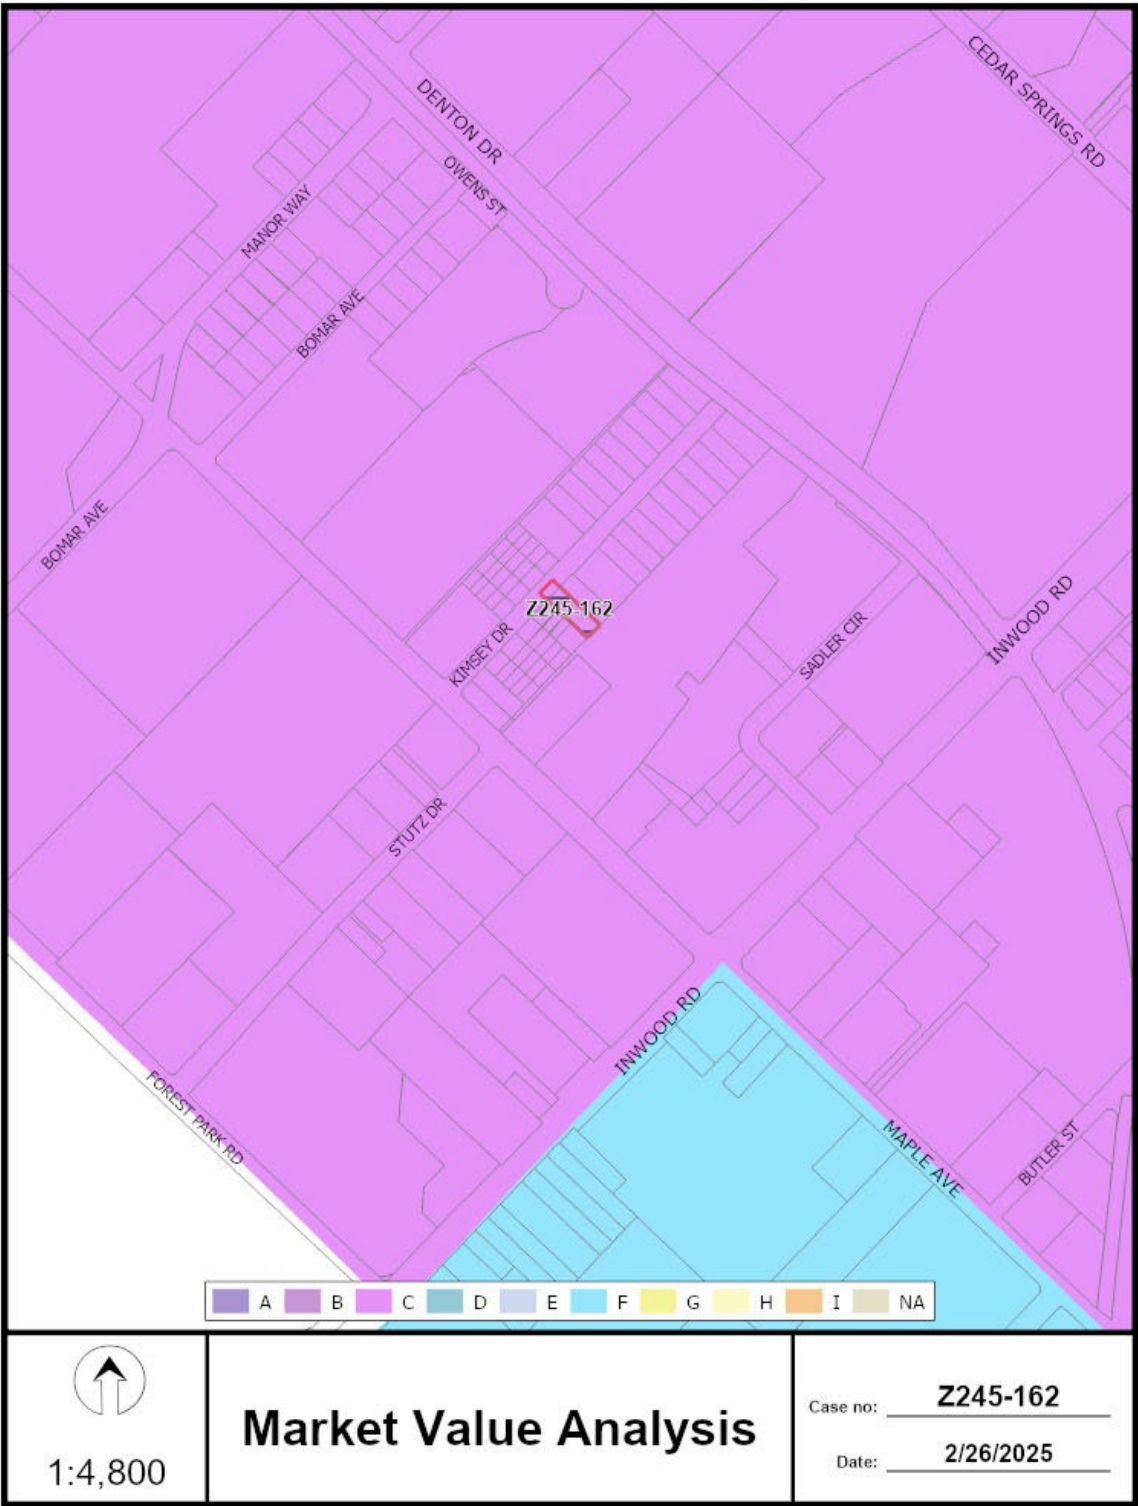 CEDAR SPRINGS RD
DENTON DR
OWENS ST
MANOR WAY
BOMAR AVE
BOMAR AVE
Z245-162
KIMSEY DR
SADLER CIR
INWOOD RD
STUTZ DR
INWOOD RD
FOREST PARK RD
MAPLE AVE
BUTLER ST
A B C D E F G H I NA
1:4,800
Market Value Analysis
Case no: Z245-162
Date: 2/26/2025